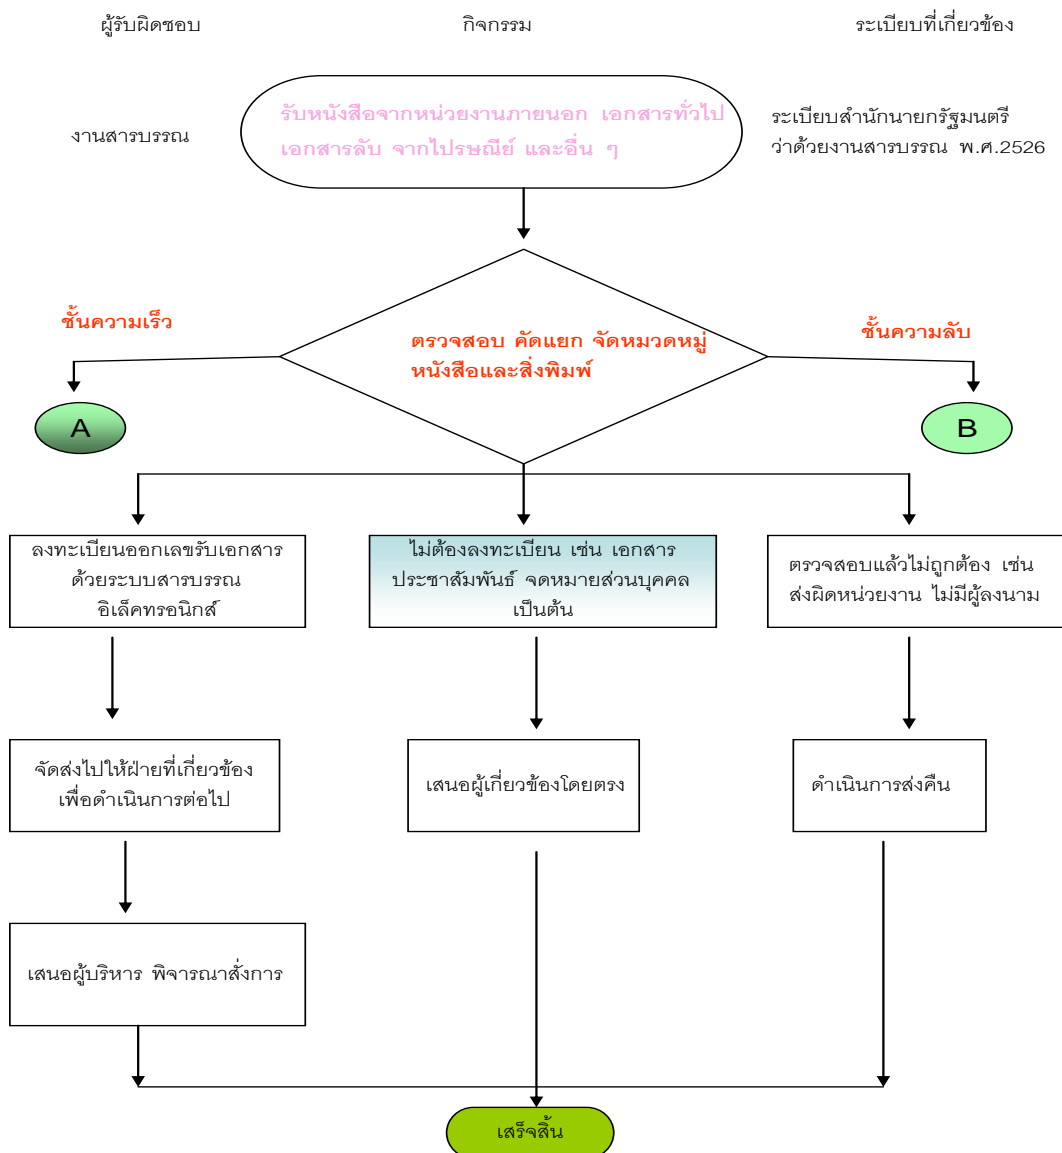 ผู้รับผิดชอบ
กิจกรรม
ระเบียบที่เกี่ยวข้อง
งานสารบรรณ
รับหนังสือจากหน่วยงานภายนอก เอกสารทั่วไป
เอกสารลับ จากไปรษณีย์ และอื่น ๆ
ระเบียบสำนักนายกรัฐมนตรี
ว่าด้วยงานสารบรรณ พ.ศ.2526
ชั้นความเร็ว
ตรวจสอบ คัดแยก จัดหมวดหมู่
หนังสือและสิ่งพิมพ์
ชั้นความลับ
A
B
ลงทะเบียนออกเลขรับเอกสาร
ด้วยระบบสารบรรณ
อิเล็คทรอนิกส์
ไม่ต้องลงทะเบียน เช่น เอกสาร
ประชาสัมพันธ์ จดหมายส่วนบุคคล
เป็นต้น
ตรวจสอบแล้วไม่ถูกต้อง เช่น
ส่งผิดหน่วยงาน ไม่มีผู้ลงนาม
จัดส่งไปให้ฝ่ายที่เกี่ยวข้อง
เพื่อดำเนินการต่อไป
เสนอผู้เกี่ยวข้องโดยตรง
ดำเนินการส่งคืน
เสนอผู้บริหาร พิจารณาสั่งการ
เสร็จสิ้น